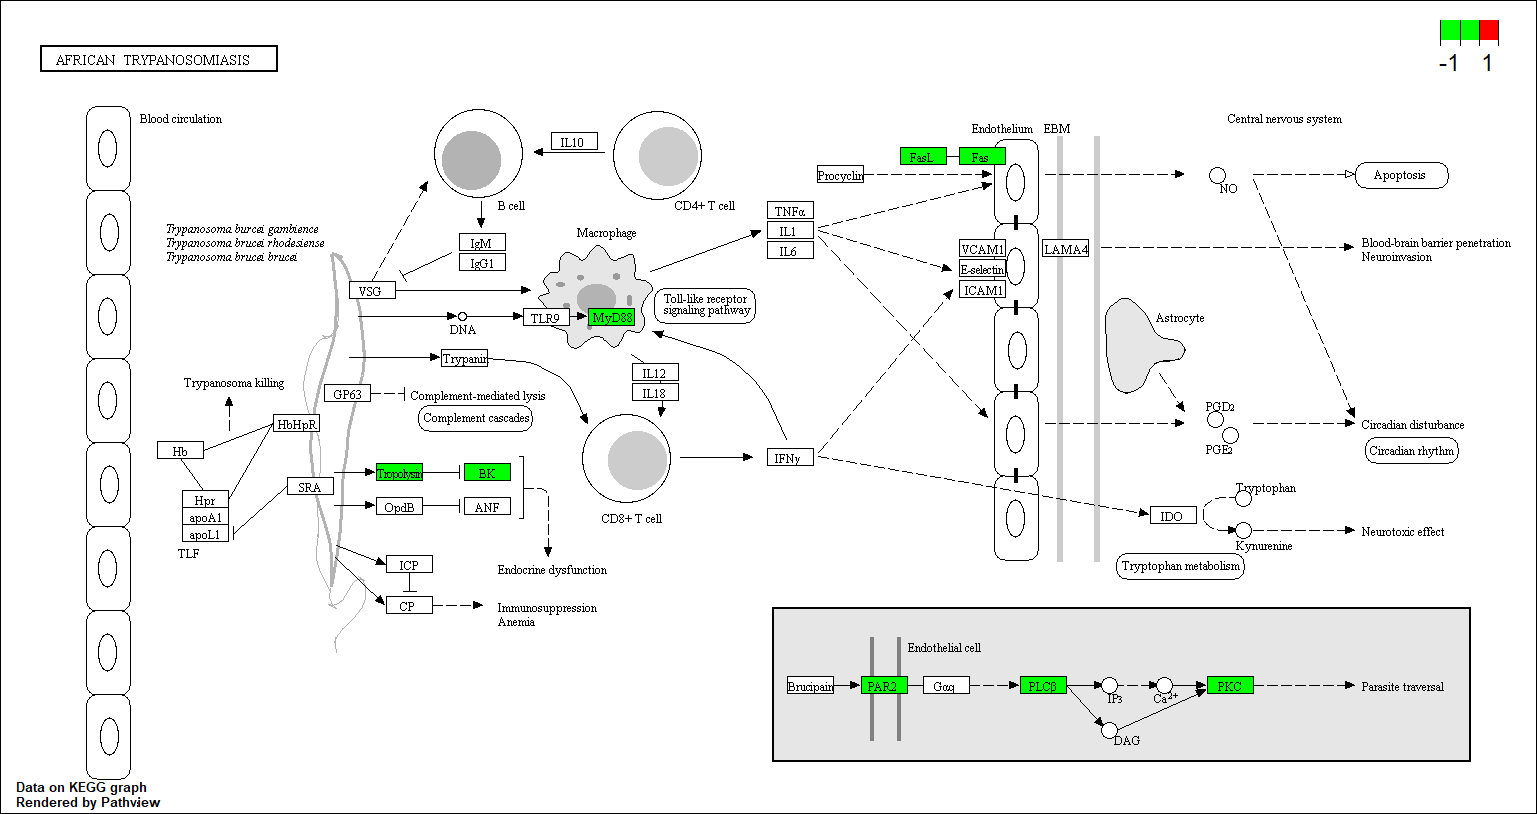 AFRICAN TRYPANOSOMIASIS
-1 1
Blood circulation
IL10
B cell
CD4+ T cell
Trypanosoma burcei gambience
Trypanosoma brucei rhodesiense
Trypanosoma brucei brucei
IgM
IgG1
VSG
Macrophage
DNA
TLR9
MyD88
Toll-like receptor
signaling pathway
Trypanin
IL12
IL18
GP63
Complement-mediated lysis
Complement cascades
Trypanosoma killing
HbHpR
Hb
Hpr
apoA1
apoL1
TLF
SRA
Tropolysin
BK
OpdB
ANF
CD8+ T cell
Endocrine dysfunction
ICP
CP
Immunosuppression
Anemia
Procyclin
TNFα
IL1
IL6
IFNγ
FasL
Fas
Endothelium
EBM
VCAM1
E-selectin
ICAM1
LAMA4
Central nervous system
NO
Apoptosis
Blood-brain barrier penetration
Neuroinvasion
Astrocyte
PGD2
PGE2
Circadian disturbance
Circadian rhythm
IDO
Tryptophan
Kynurenine
Neurotoxic effect
Tryptophan metabolism
Endothelial cell
Brucipain
PAR2
Gαq
PLCβ
IP3
Ca2+
PKC
DAG
Parasite traversal
Data on KEGG graph
Rendered by Pathview